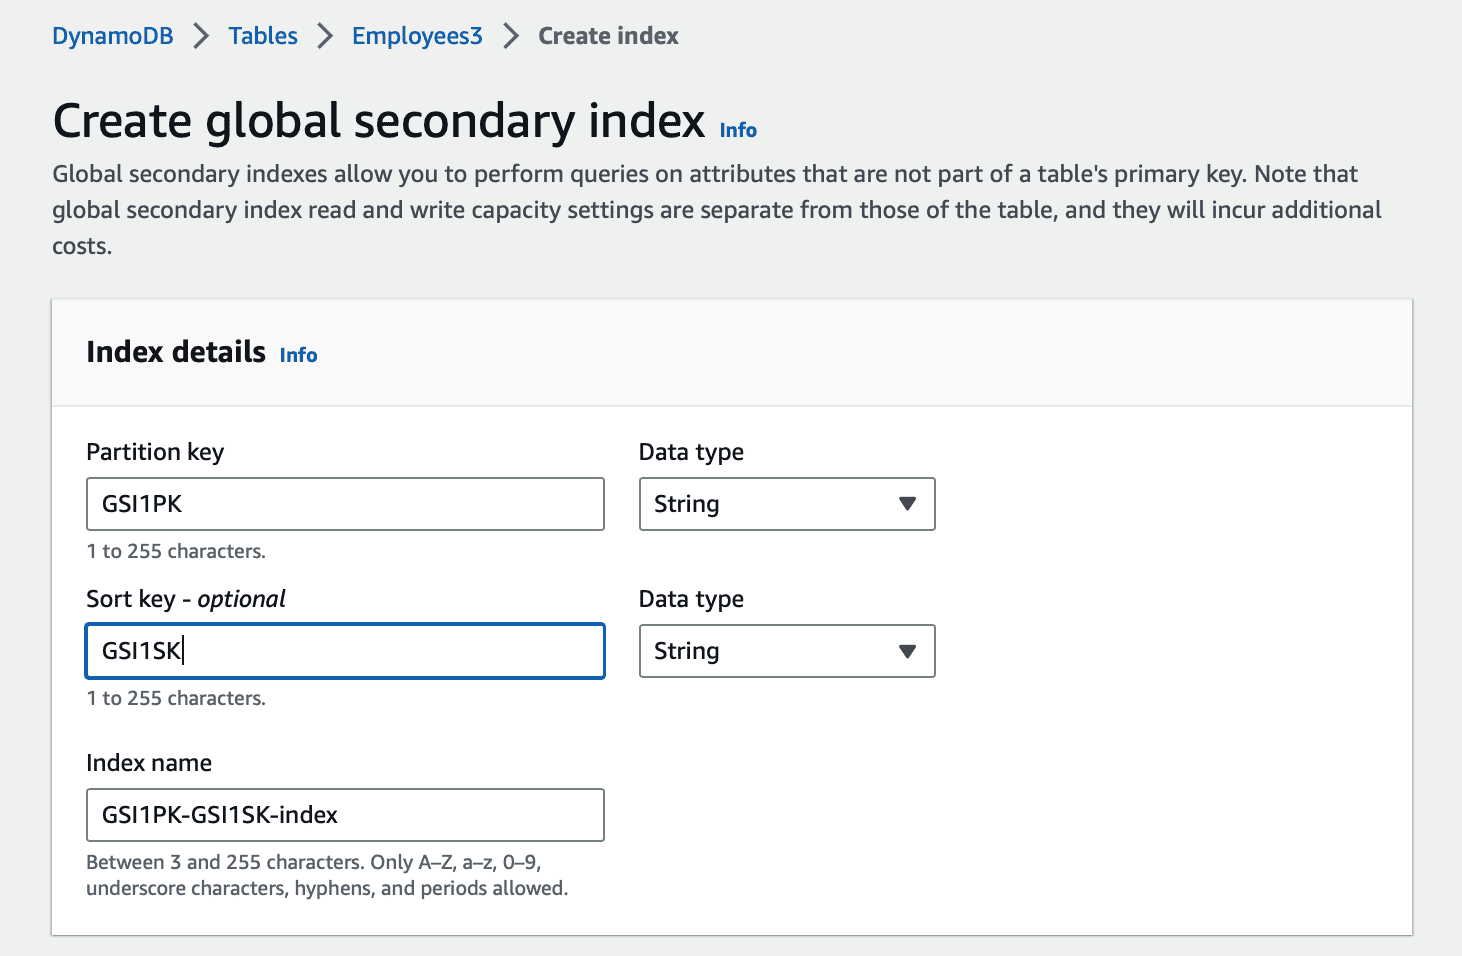 DynamoDB > Tables > Employees3 > Create index
Create global secondary index Info
Global secondary indexes allow you to perform queries on attributes that are not part of a table's primary key. Note that
global secondary index read and write capacity settings are separate from those of the table, and they will incur additional
costs.
Index details Info
Partition key Data type
GSI1PK String
1 to 255 characters.
Sort key - optional Data type
GSI1SK String
1 to 255 characters.
Index name
GSI1PK-GSI1SK-index
Between 3 and 255 characters. Only A–Z, a–z, 0–9,
underscore characters, hyphens, and periods allowed.